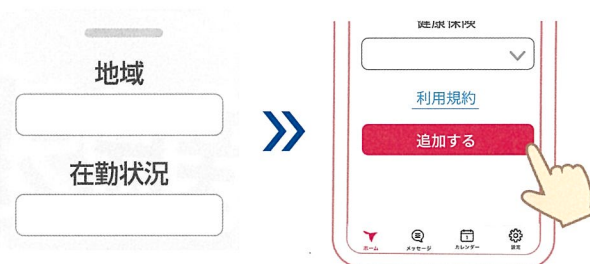 地域
在勤状況
健康保険
利用規約
追加する
ホーム
メッセージ
カレンダー
設定